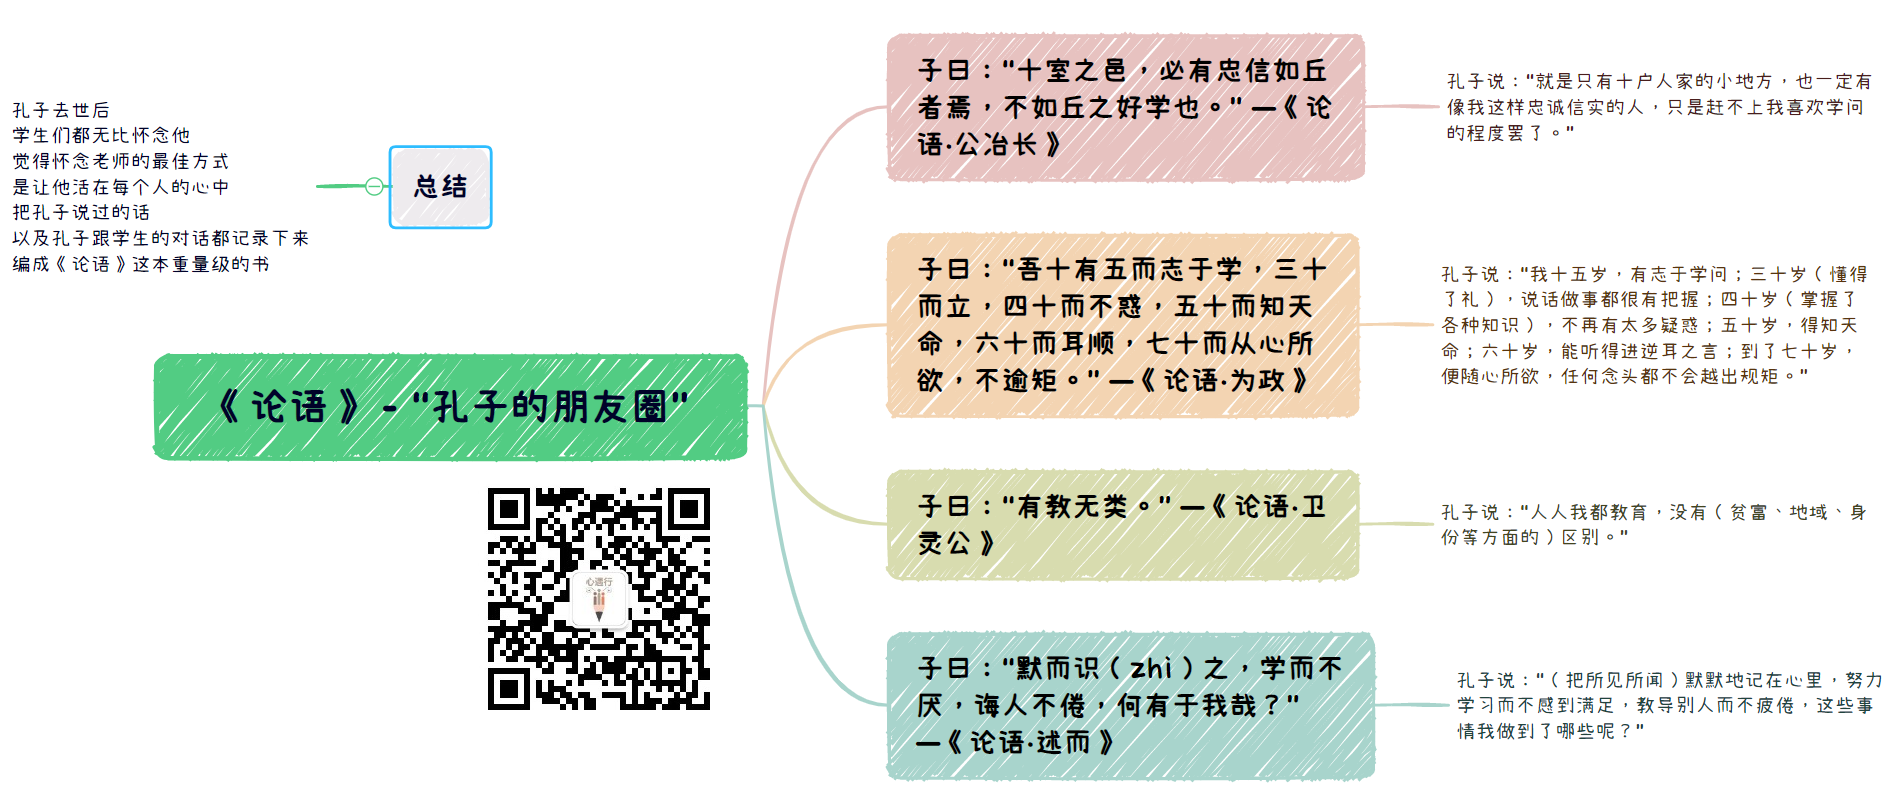 孔子去世后
学生们都无比怀念他
觉得怀念老师的最佳方式
是让他活在每个人的心中
把孔子说过的话
以及孔子跟学生的对话都记录下来
编成《论语》这本重量级的书
总结
《论语》- "孔子的朋友圈"
心遇行
子曰："十室之邑，必有忠信如丘
者焉，不如丘之好学也。" —《论
语·公冶长》
孔子说："就是只有十户人家的小地方，也一定有
像我这样忠诚信实的人，只是赶不上我喜欢学问
的程度罢了。"
子曰："吾十有五而志于学，三十
而立，四十而不惑，五十而知天
命，六十而耳顺，七十而从心所
欲，不逾矩。" —《论语·为政》
孔子说："我十五岁，有志于学问；三十岁（懂得
了礼），说话做事都很有把握；四十岁（掌握了
各种知识），不再有太多疑惑；五十岁，得知天
命；六十岁，能听得进逆耳之言；到了七十岁，
便随心所欲，任何念头都不会越出规矩。"
子曰："有教无类。" —《论语·卫
灵公》
孔子说："人人我都教育，没有（贫富、地域、身
份等方面的）区别。"
子曰："默而识（zhì）之，学而不
厌，诲人不倦，何有于我哉？"
—《论语·述而》
孔子说："（把所见所闻）默默地记在心里，努力
学习而不感到满足，教导别人而不疲倦，这些事
情我做到了哪些呢？"